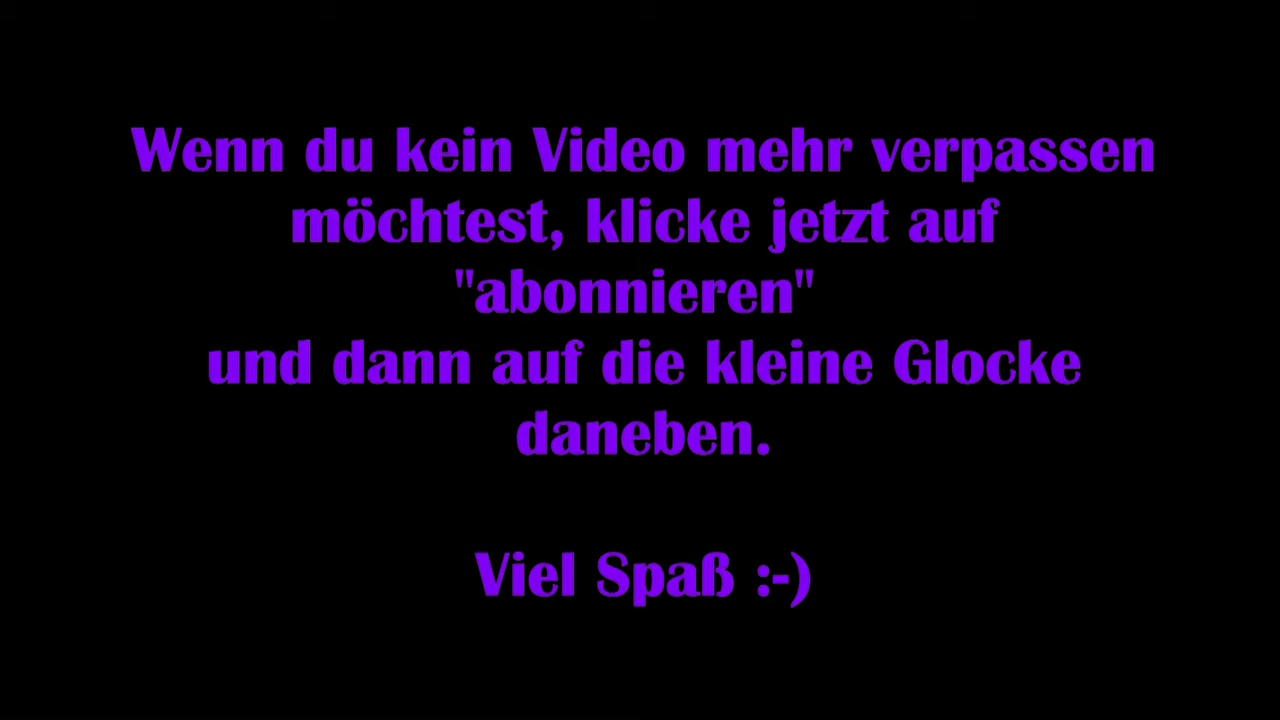 Wenn du kein Video mehr verpassen
möchtest, klicke jetzt auf
"abonnieren"
und dann auf die kleine Glocke
daneben.
Viel Spaß :-)